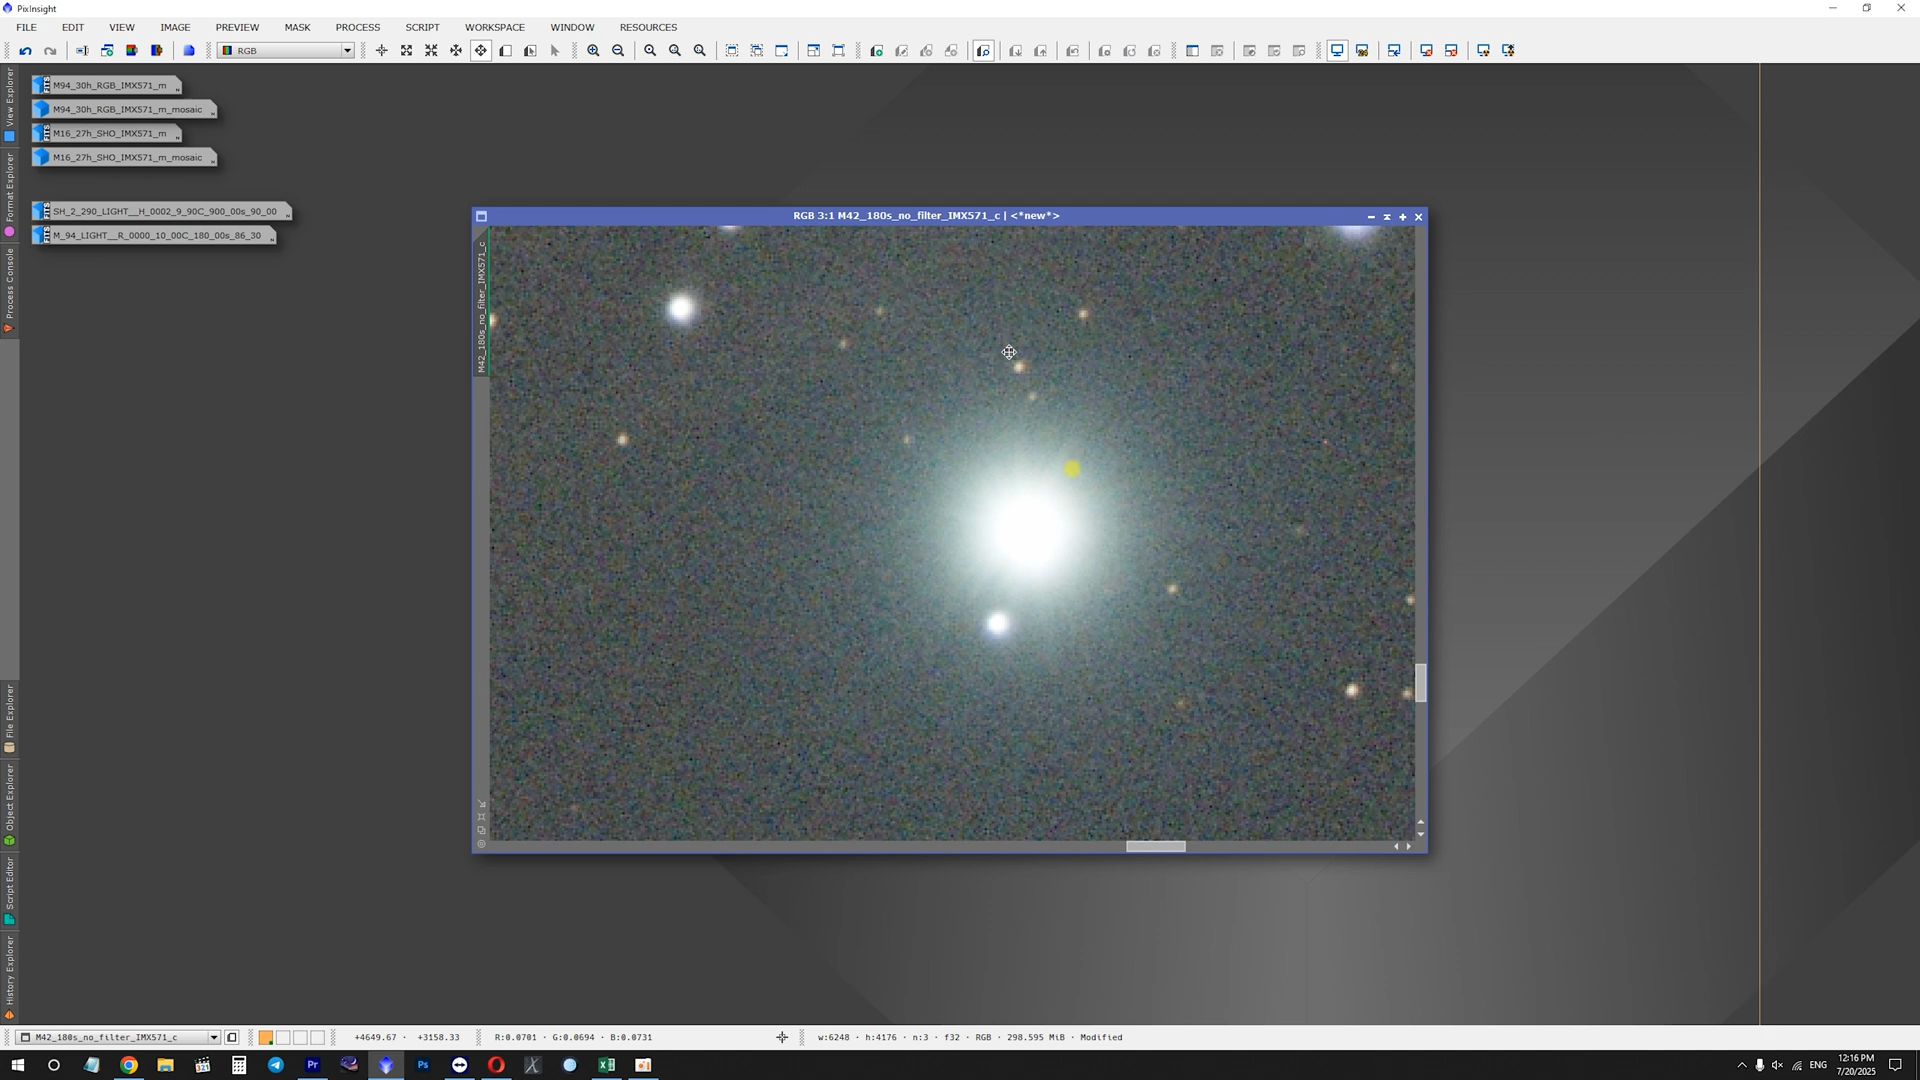 PixInsight
FILE EDIT VIEW IMAGE PROCESS SCRIPT WORKSPACE WINDOW RESOURCES PREVIEW MASK
RGB
View Explorer
Format Explorer
Process Console
File Explorer
Object Explorer
Script Editor
History Explorer
M94_30h_RGB_IMX571_m
M94_30h_RGB_IMX571_m_mosaic
M16_27h_SHO_IMX571_m
M16_27h_SHO_IMX571_m_mosaic
SH_2_290_LIGHT__H_0002_9_90C_900_00s_90_00
M_94_LIGHT__R_0000_10_00C_180_00s_86_30
RGB 3:1 M42_180s_no_filter_IMX571_c | <*new*>
M42_180s_no_filter_IMX571_c
M42_180s_no_filter_IMX571_c
+4649.67 · +3158.33
R:0.0701 · G:0.0694 · B:0.0731
w:6248 · h:4176 · n:3 · f32 · RGB · 298.595 MiB · Modified
ENG
12:16 PM
7/20/2025